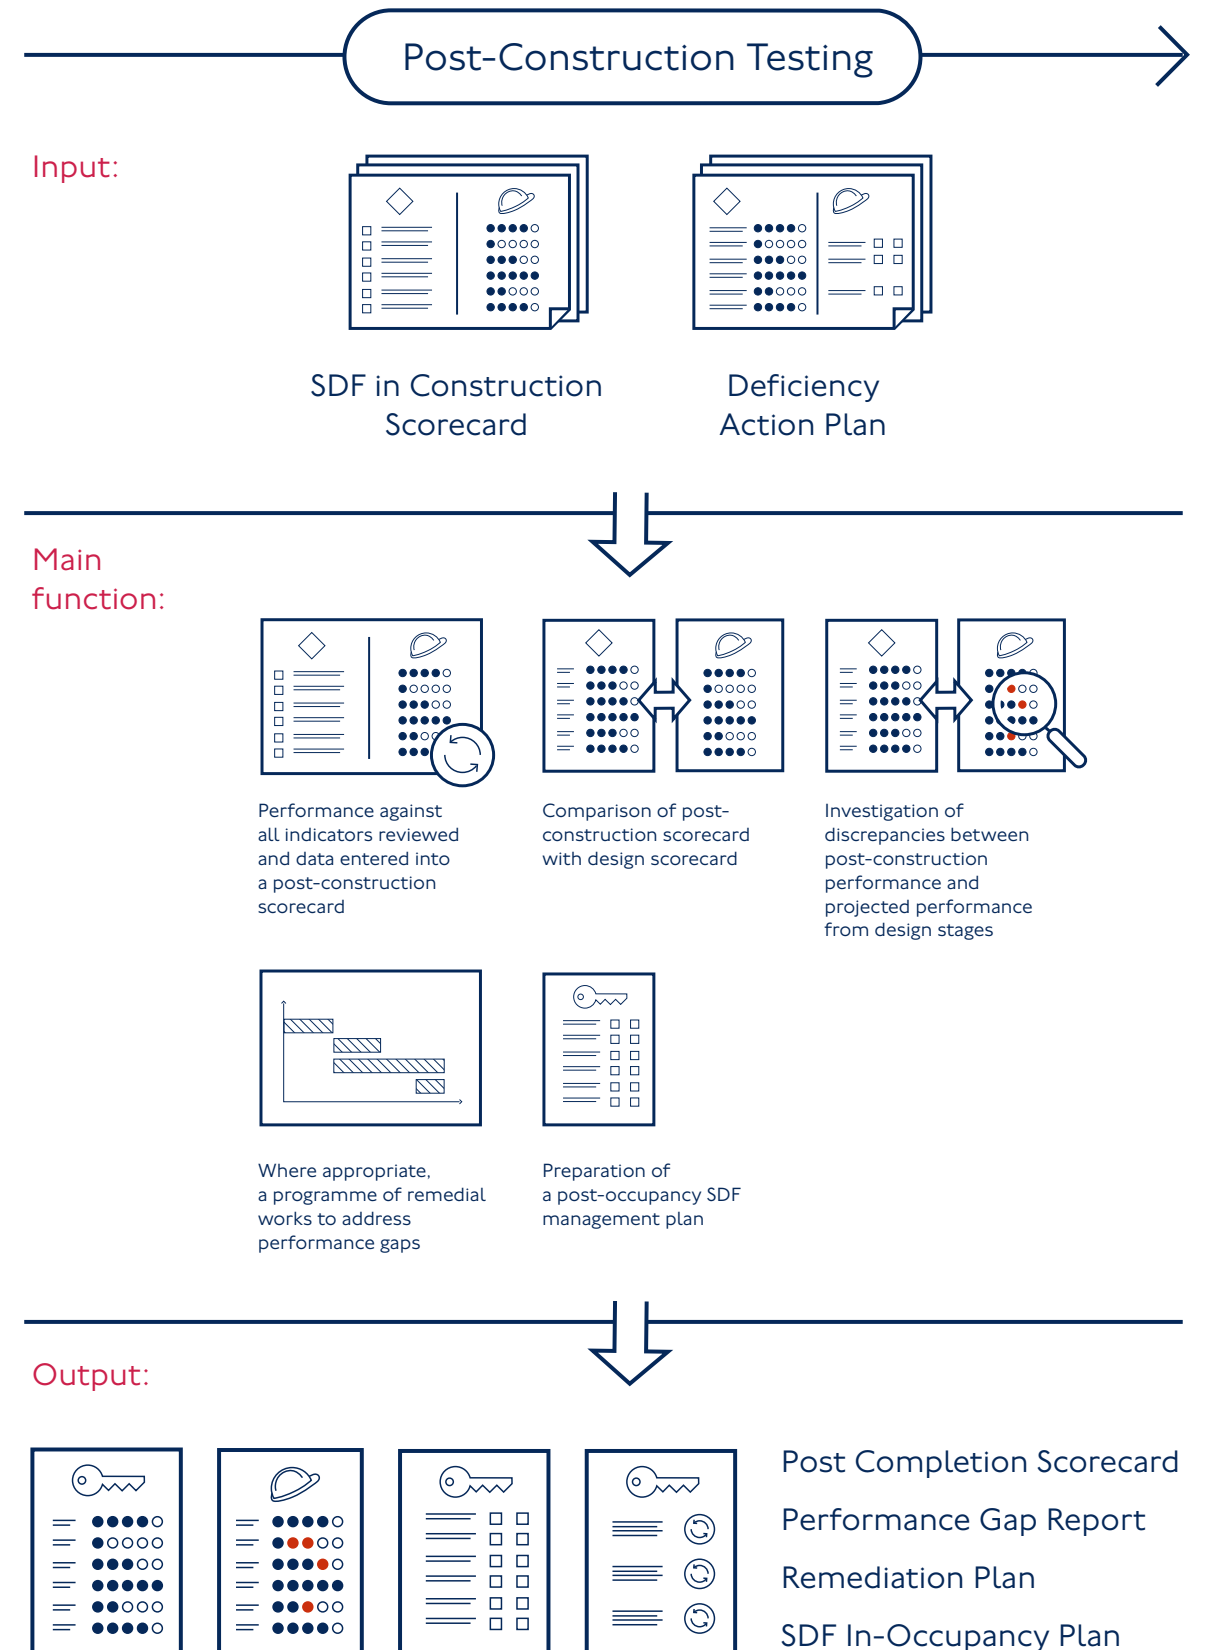 Post-Construction Testing
Input:
SDF in Construction
Scorecard
Deficiency
Action Plan
Main
function:
Performance against
all indicators reviewed
and data entered into
a post-construction
scorecard
Comparison of post-
construction scorecard
with design scorecard
Investigation of
discrepancies between
post-construction
performance and
projected performance
from design stages
Where appropriate,
a programme of remedial
works to address
performance gaps
Preparation of
a post-occupancy SDF
management plan
Output:
Post Completion Scorecard
Performance Gap Report
Remediation Plan
SDF In-Occupancy Plan